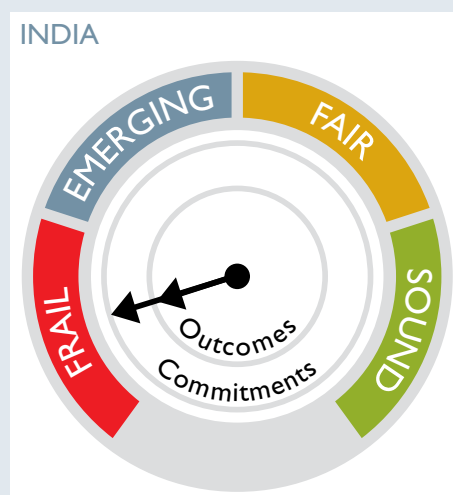 INDIA
EMERGING
FAIR
FRAIL
SOUND
Outcomes
Commitments